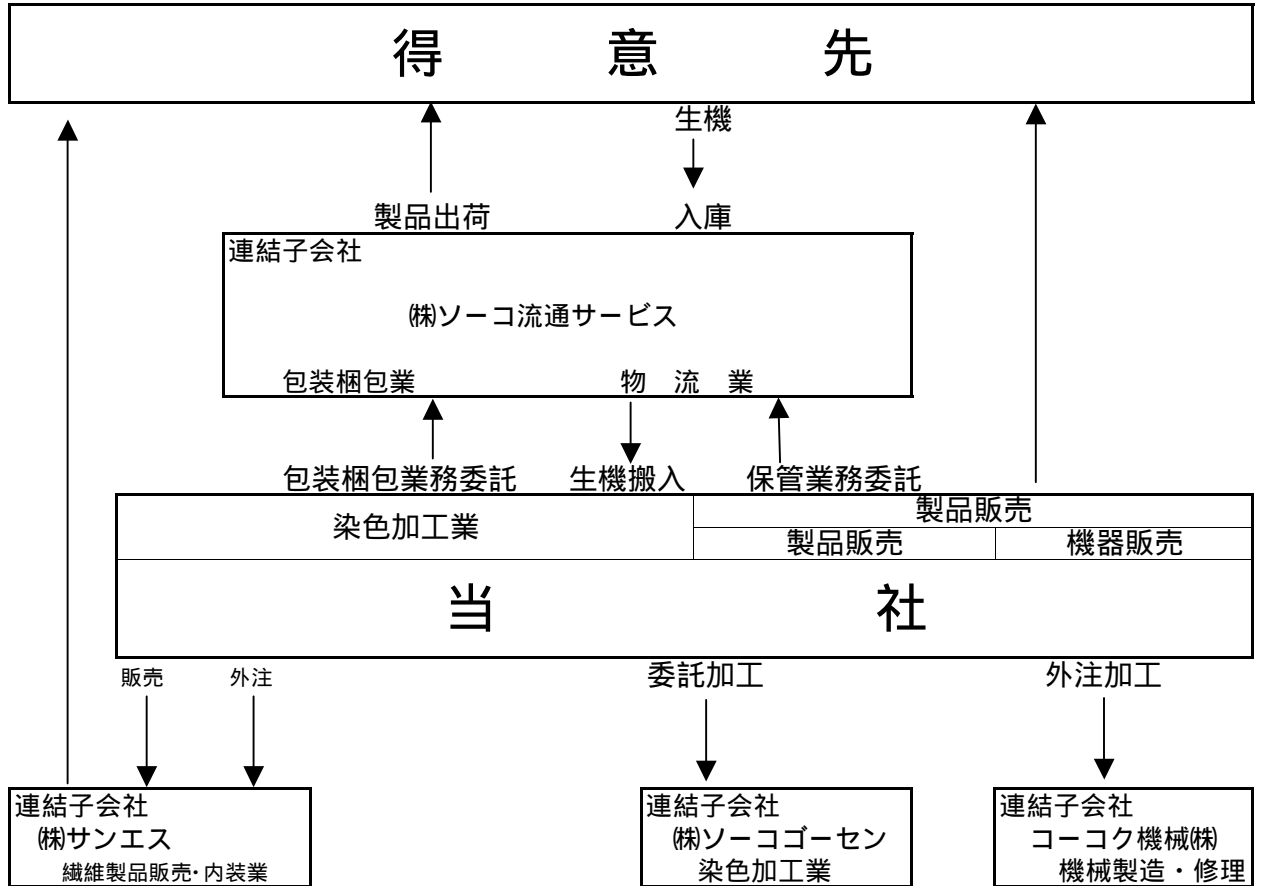 得意先
生機
製品出荷 入庫
連結子会社
㈱ソーコ流通サービス
包装梱包業 物流業
包装梱包業務委託 生機搬入 保管業務委託
染色加工業 製品販売
製品販売 機器販売
当社
販売 外注 委託加工 外注加工
連結子会社
㈱サンエス
繊維製品販売・内装業
連結子会社
㈱ソーコゴーセン
染色加工業
連結子会社
コーコク機械㈱
機械製造・修理